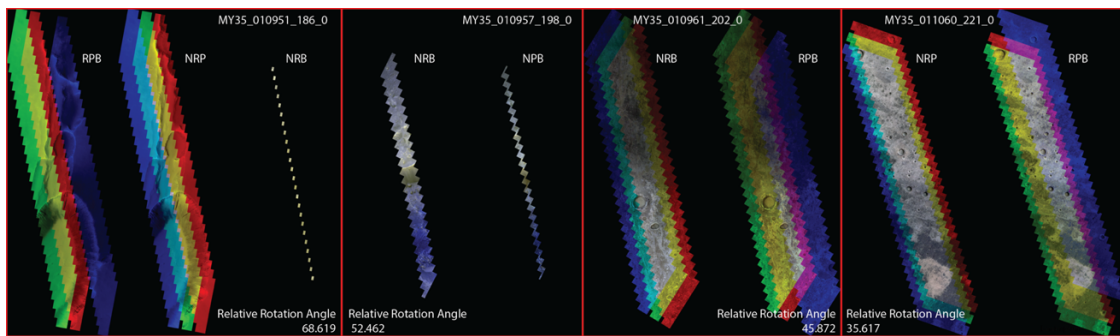 MY35_010951_186_0
RPB
NRP
NRB
Relative Rotation Angle
68.619
MY35_010957_198_0
NRB
NPB
Relative Rotation Angle
52.462
MY35_010961_202_0
NRB
RPB
Relative Rotation Angle
45.872
MY35_011060_221_0
NRP
RPB
Relative Rotation Angle
35.617